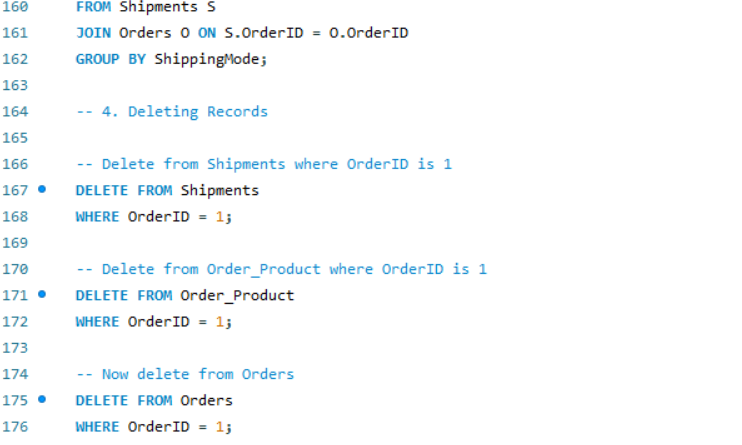 160 FROM Shipments S
161 JOIN Orders O ON S.OrderID = O.OrderID
162 GROUP BY ShippingMode;
163
164 -- 4. Deleting Records
165
166 -- Delete from Shipments where OrderID is 1
167 DELETE FROM Shipments
168 WHERE OrderID = 1;
169
170 -- Delete from Order_Product where OrderID is 1
171 DELETE FROM Order_Product
172 WHERE OrderID = 1;
173
174 -- Now delete from Orders
175 DELETE FROM Orders
176 WHERE OrderID = 1;